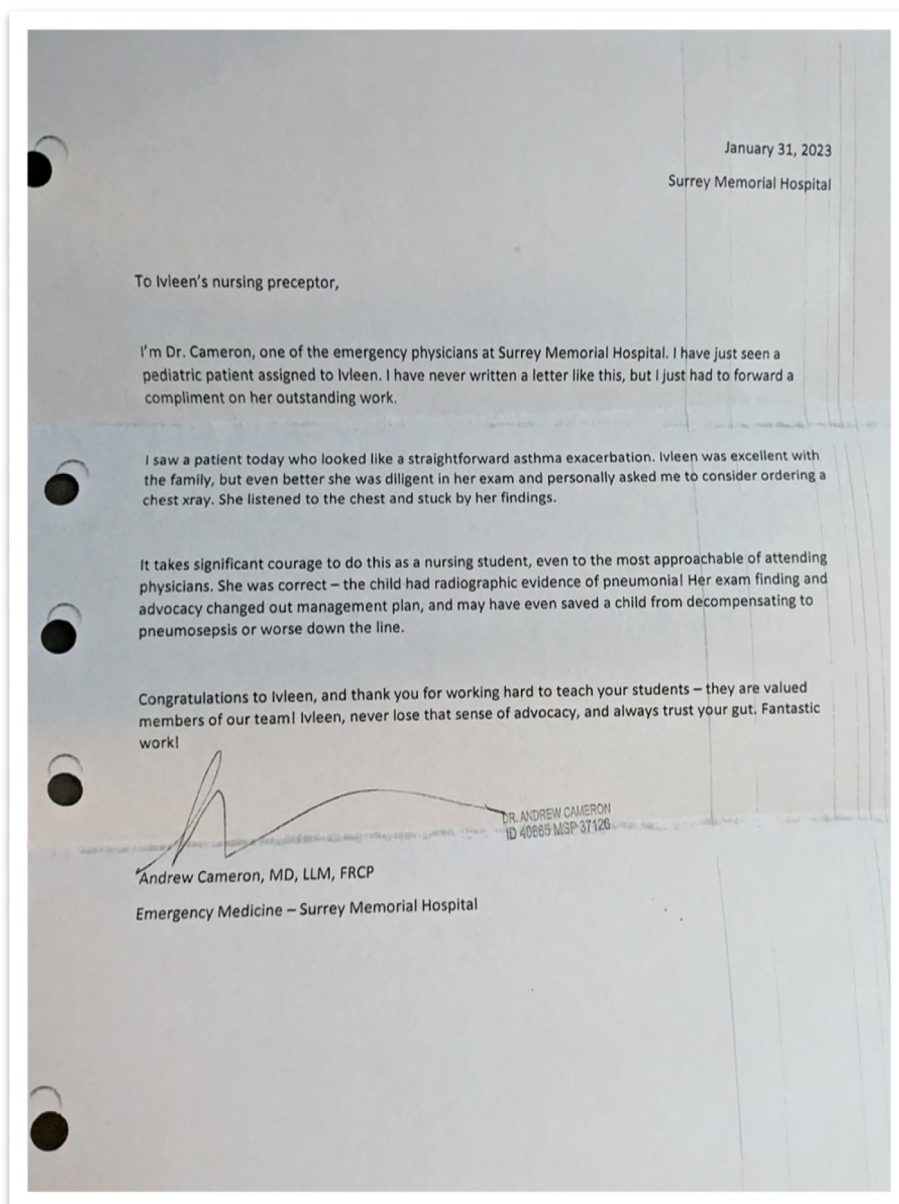 January 31, 2023
Surrey Memorial Hospital
To Ivleen's nursing preceptor,
I'm Dr. Cameron, one of the emergency physicians at Surrey Memorial Hospital. I have just seen a
pediatric patient assigned to Ivleen. I have never written a letter like this, but I just had to forward a
compliment on her outstanding work.
I saw a patient today who looked like a straightforward asthma exacerbation. Ivleen was excellent with
the family, but even better she was diligent in her exam and personally asked me to consider ordering a
chest xray. She listened to the chest and stuck by her findings.
It takes significant courage to do this as a nursing student, even to the most approachable of attending
physicians. She was correct – the child had radiographic evidence of pneumonia! Her exam finding and
advocacy changed out management plan, and may have even saved a child from decompensating to
pneumosepsis or worse down the line.
Congratulations to Ivleen, and thank you for working hard to teach your students – they are valued
members of our team! Ivleen, never lose that sense of advocacy, and always trust your gut. Fantastic
work!
DR. ANDREW CAMERON
ID 40865 MSP 37126
Andrew Cameron, MD, LLM, FRCP
Emergency Medicine – Surrey Memorial Hospital